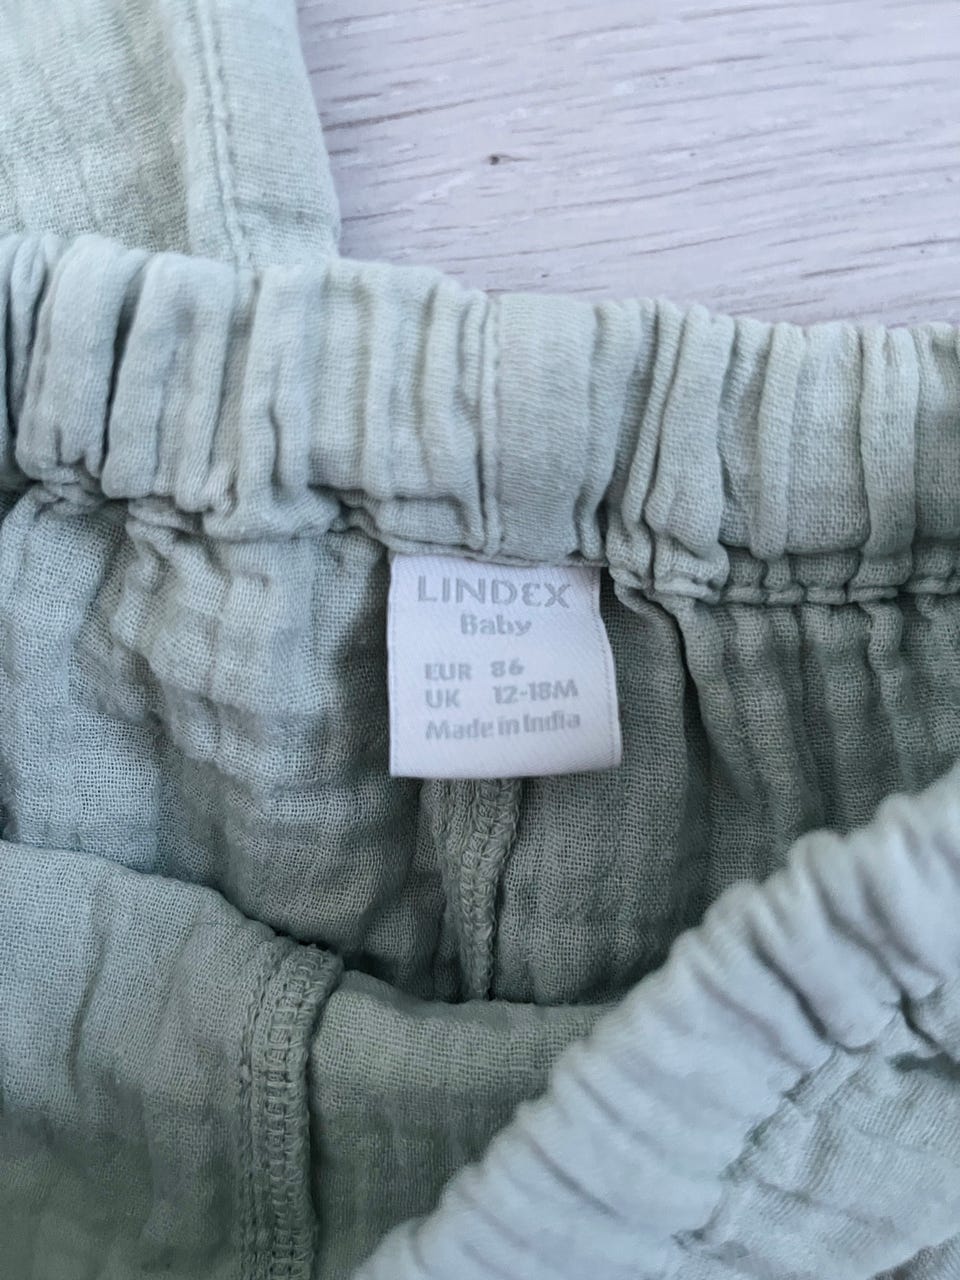 LINDEX
Baby
EUR 86
UK 12-18M
Made in India